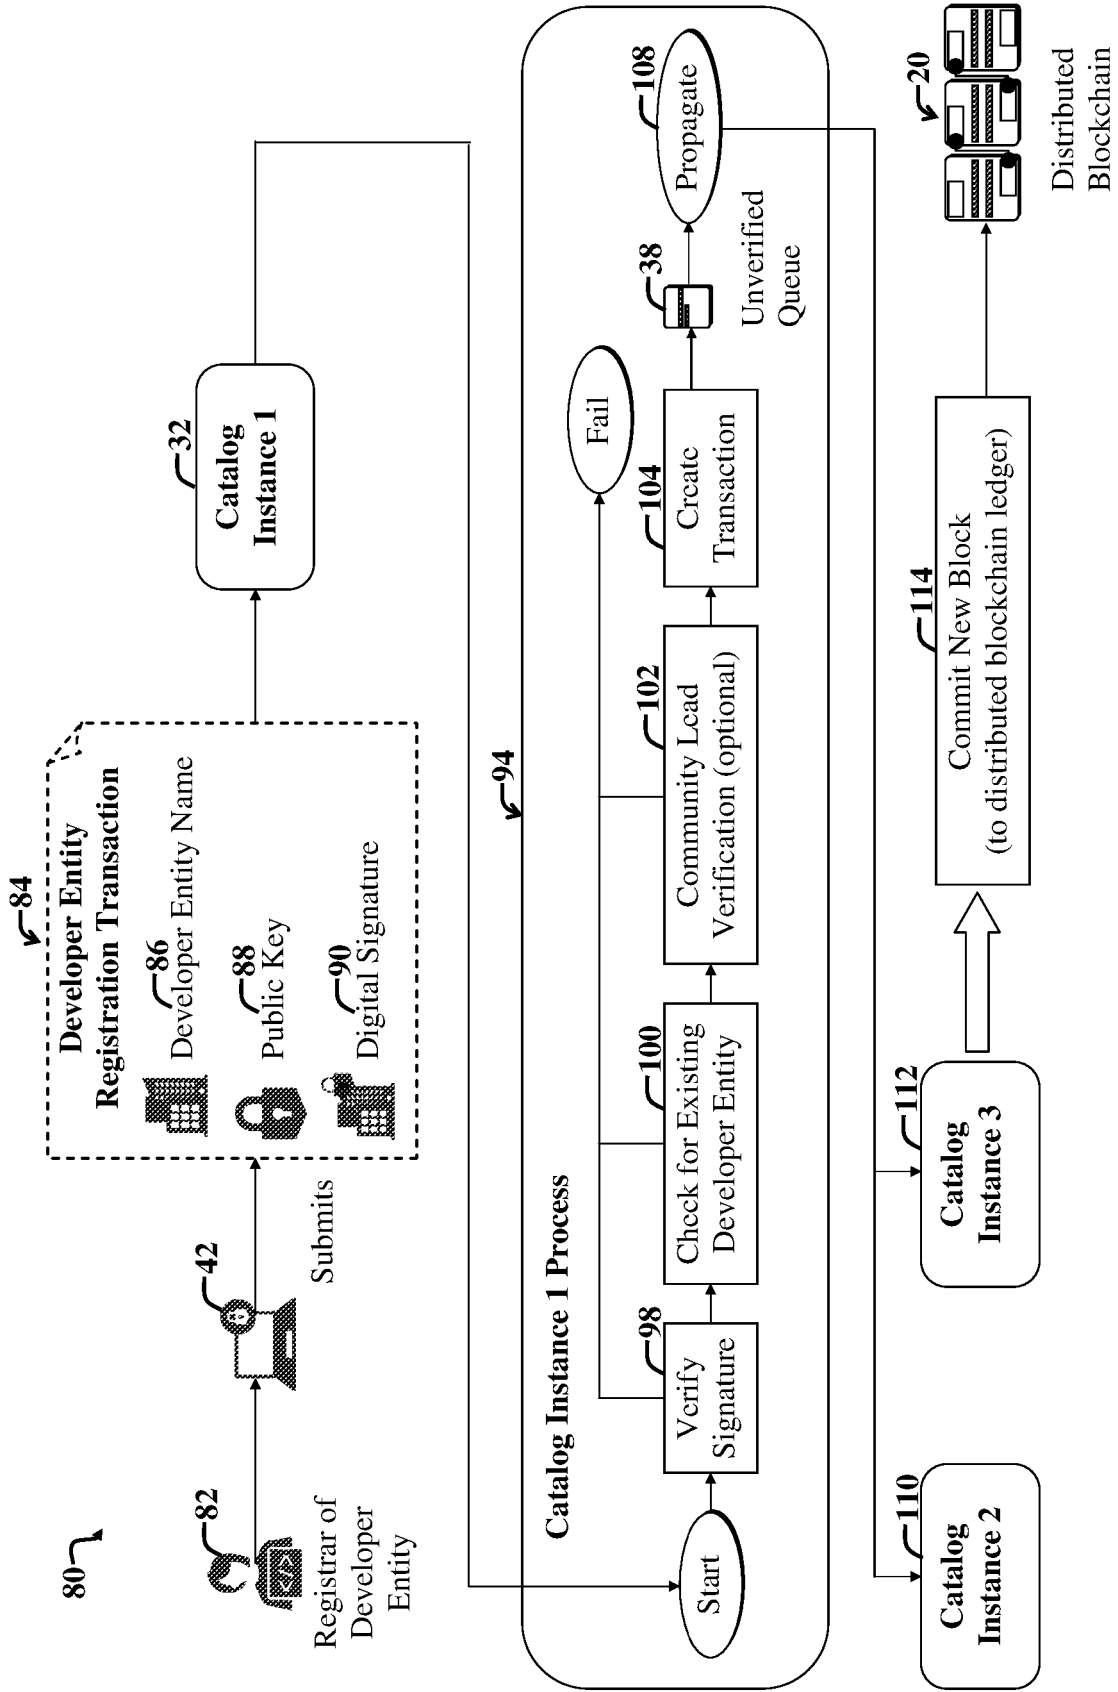 80
82
Registrar of
Developer
Entity
42
Submits
84
Developer Entity
Registration Transaction
86
Developer Entity Name
88
Public Key
90
Digital Signature
32
Catalog
Instance 1
94
Catalog Instance 1 Process
Start
98
Verify
Signature
100
Check for Existing
Developer Entity
102
Community Lead
Verification (optional)
104
Create
Transaction
Fail
38
Unverified
Queue
108
Propagate
110
Catalog
Instance 2
112
Catalog
Instance 3
114
Commit New Block
(to distributed blockchain ledger)
20
Distributed
Blockchain